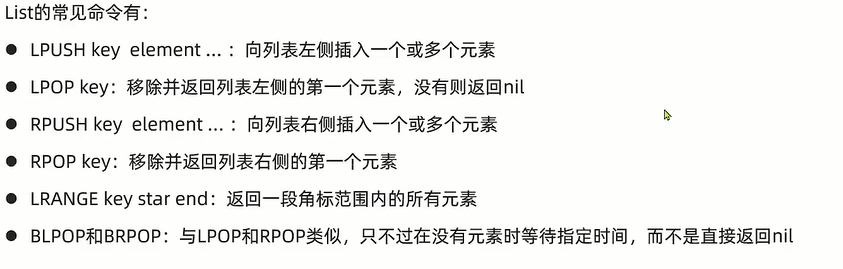 List的常见命令有：
● LPUSH key element ... ：向列表左侧插入一个或多个元素
● LPOP key：移除并返回列表左侧的第一个元素，没有则返回nil
● RPUSH key element ... ：向列表右侧插入一个或多个元素
● RPOP key：移除并返回列表右侧的第一个元素
● LRANGE key star end：返回一段角标范围内的所有元素
● BLPOP和BRPOP：与LPOP和RPOP类似，只不过在没有元素时等待指定时间，而不是直接返回nil